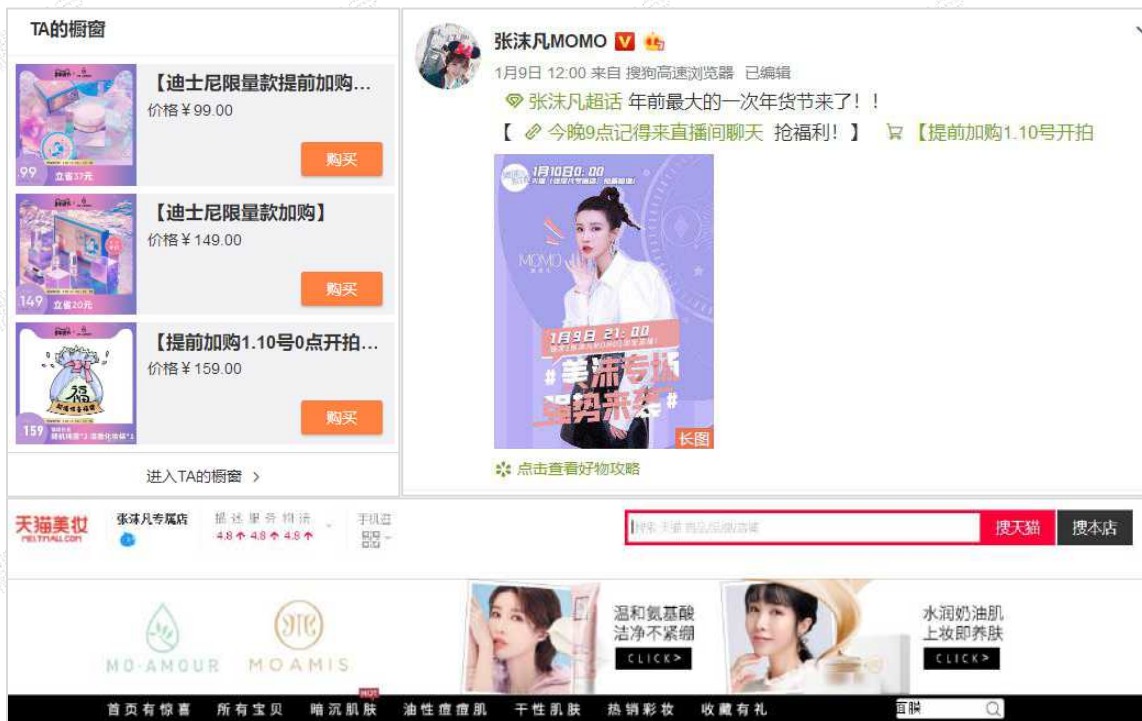 TA的橱窗
【迪士尼限量款提前加购...
价格￥99.00
购买
99 立省37元
【迪士尼限量款加购】
价格￥149.00
购买
149 立省20元
【提前加购1.10号0点开拍...
价格￥159.00
购买
福
159
进入TA的橱窗 >
张沫凡MOMO V
1月9日 12:00 来自 搜狗高速浏览器 已编辑
张沫凡超话 年前最大的一次年货节来了！！
【 今晚9点记得来直播间聊天 抢福利！】 【提前加购1.10号开拍
1月10日0:00
MOMO
1月9日 21:00
#美沫专场
强势来袭#
长图
点击查看好物攻略
天猫美妆
张沫凡专属店
描述 服务 物流
4.8 4.8 4.8
手机逛
搜天猫
搜本店
MO·AMOUR MOAMIS
温和氨基酸
洁净不紧绷
CLICK>
水润奶油肌
上妆即养肤
CLICK>
HOT
首页有惊喜 所有宝贝 暗沉肌肤 油性痘痘肌 干性肌肤 热销彩妆 收藏有礼 面膜